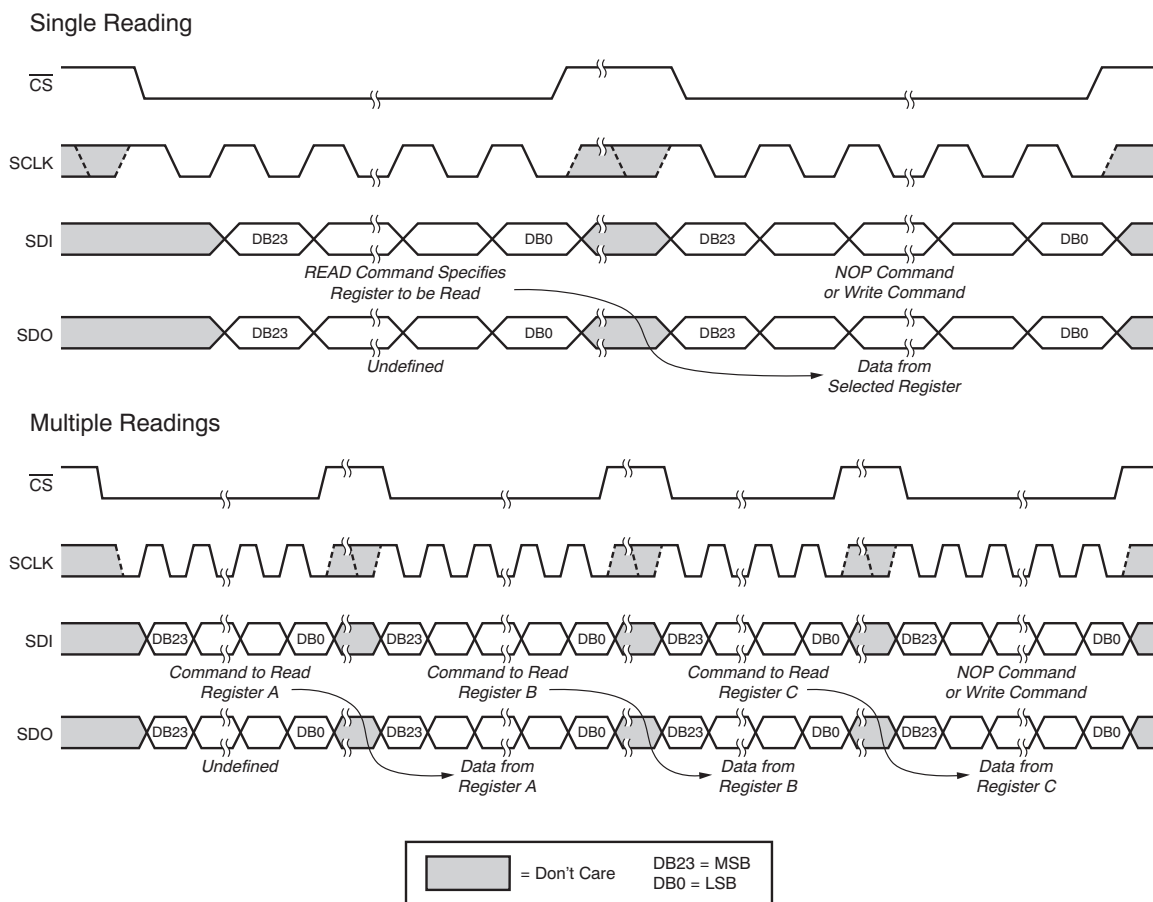 Single Reading
CS
SCLK
SDI
DB23
DB0
DB23
DB0
READ Command Specifies
Register to be Read
NOP Command
or Write Command
SDO
DB23
DB0
DB23
DB0
Undefined
Data from
Selected Register
Multiple Readings
CS
SCLK
SDI
DB23
DB0
DB23
DB0
DB23
DB0
DB23
DB0
Command to Read
Register A
Command to Read
Register B
Command to Read
Register C
NOP Command
or Write Command
SDO
DB23
DB0
DB23
DB0
DB23
DB0
DB23
DB0
Undefined
Data from
Register A
Data from
Register B
Data from
Register C
= Don't Care
DB23 = MSB
DB0 = LSB